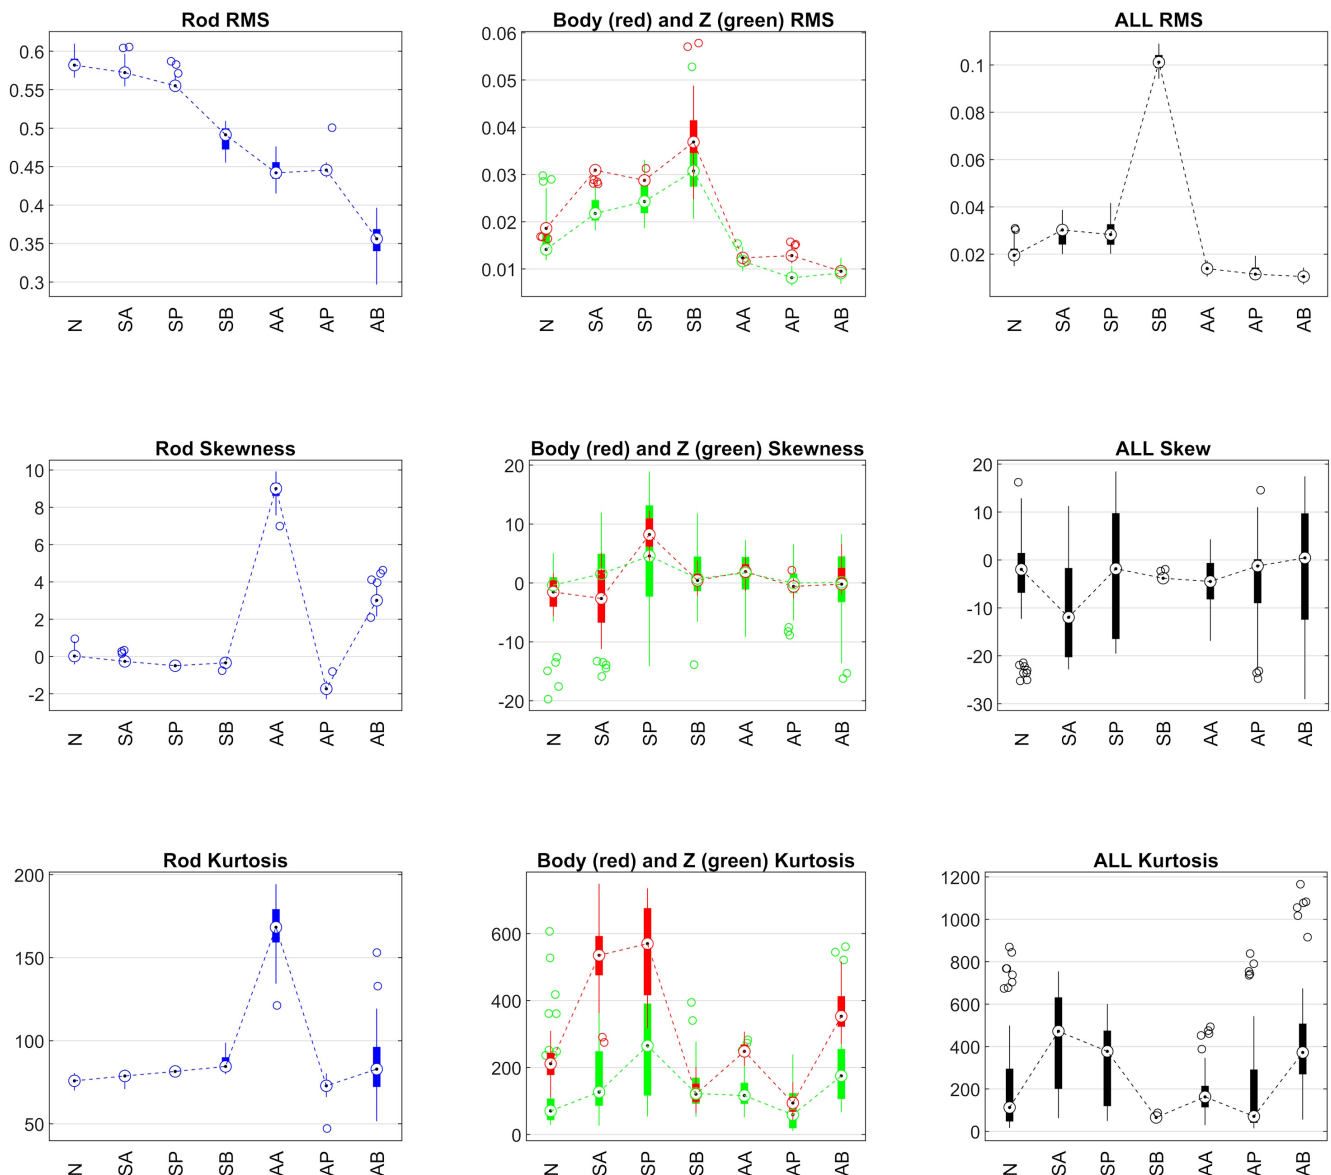 Rod RMS
0.6
0.55
0.5
0.45
0.4
0.35
0.3
N SA SP SB AA AP AB
Body (red) and Z (green) RMS
0.06
0.05
0.04
0.03
0.02
0.01
N SA SP SB AA AP AB
ALL RMS
0.1
0.08
0.06
0.04
0.02
N SA SP SB AA AP AB
Rod Skewness
10
8
6
4
2
0
-2
N SA SP SB AA AP AB
Body (red) and Z (green) Skewness
20
10
0
-10
-20
N SA SP SB AA AP AB
ALL Skew
20
10
0
-10
-20
-30
N SA SP SB AA AP AB
Rod Kurtosis
200
150
100
50
N SA SP SB AA AP AB
Body (red) and Z (green) Kurtosis
600
400
200
0
N SA SP SB AA AP AB
ALL Kurtosis
1200
1000
800
600
400
200
0
N SA SP SB AA AP AB